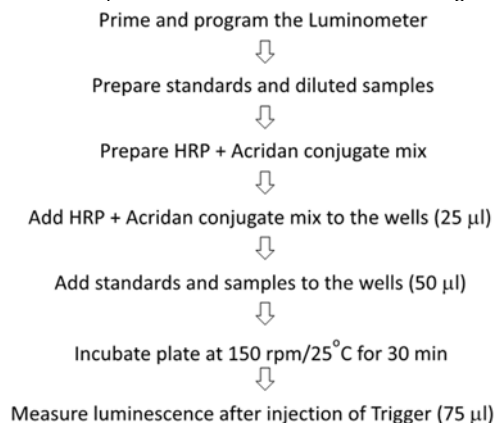 Prime and program the Luminometer
Prepare standards and diluted samples
Prepare HRP + Acridan conjugate mix
Add HRP + Acridan conjugate mix to the wells (25 µl)
Add standards and samples to the wells (50 µl)
Incubate plate at 150 rpm/25°C for 30 min
Measure luminescence after injection of Trigger (75 µl)